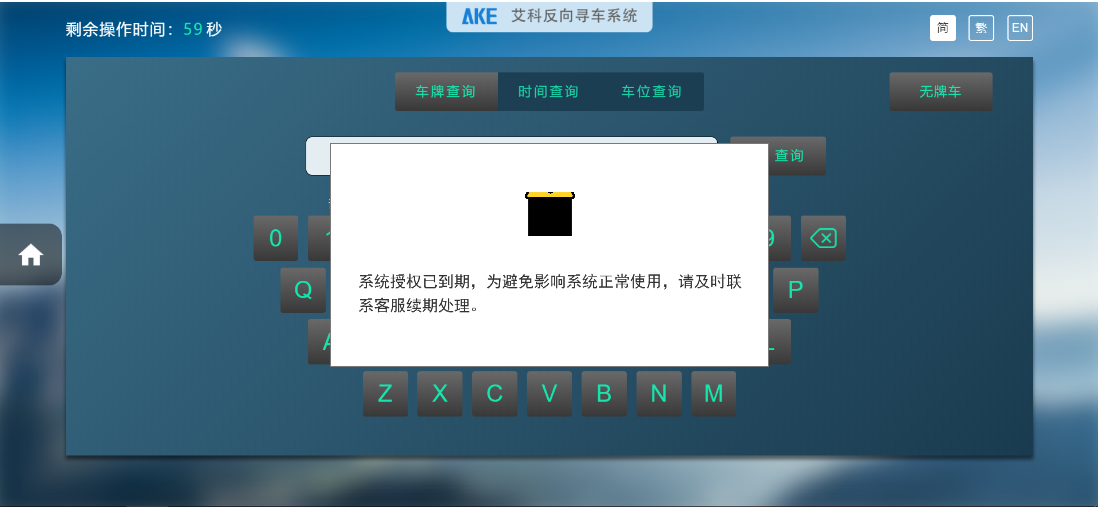 剩余操作时间：59秒
AKE 艾科反向寻车系统
简 繁 EN
车牌查询 时间查询 车位查询
无牌车
查询
系统授权已到期，为避免影响系统正常使用，请及时联
系客服续期处理。
0
Q P
Z X C V B N M